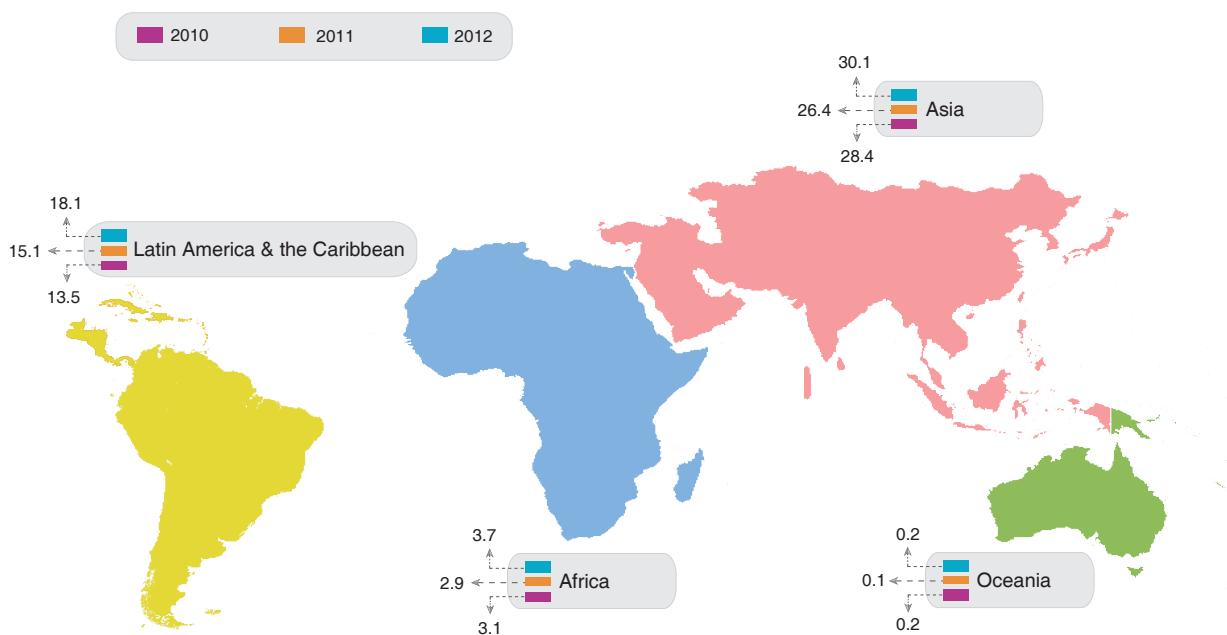 2010 2011 2012
30.1
26.4 Asia
28.4
18.1
15.1 Latin America & the Caribbean
13.5
3.7
2.9 Africa
3.1
0.2
0.1 Oceania
0.2